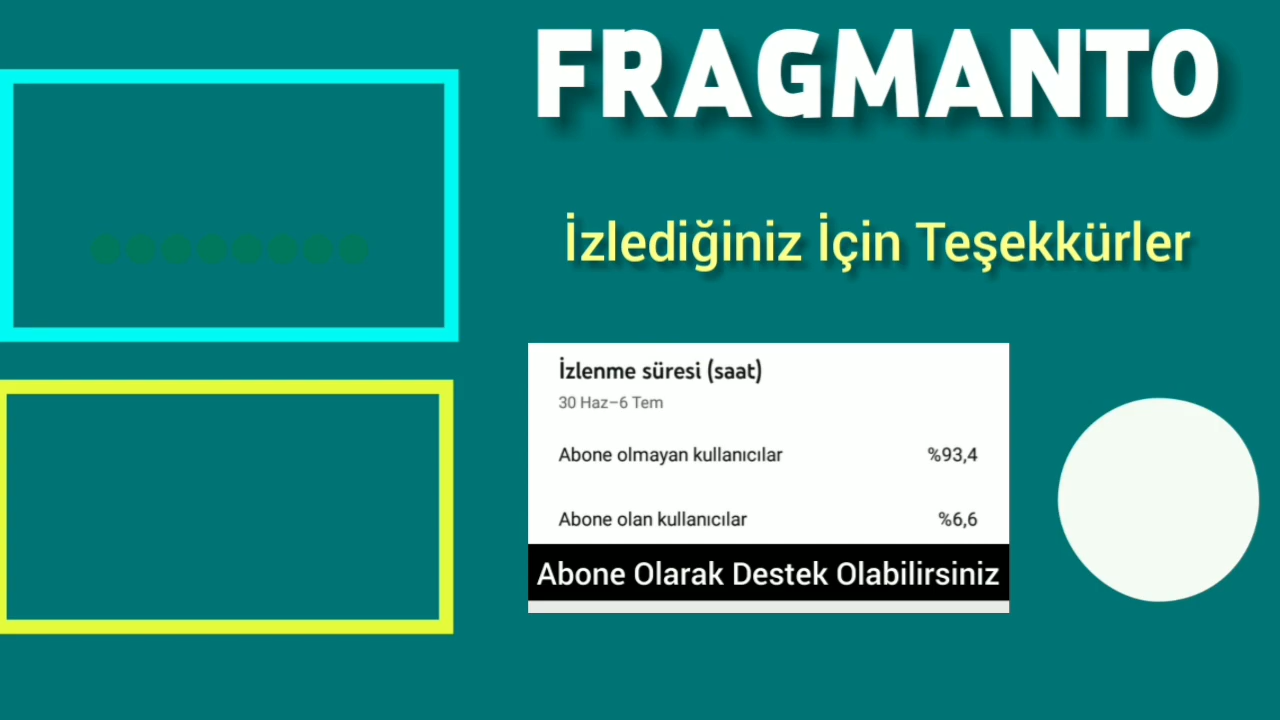 FRAGMANTO
İzlediğiniz İçin Teşekkürler
İzlenme süresi (saat)
30 Haz–6 Tem
Abone olmayan kullanıcılar %93,4
Abone olan kullanıcılar %6,6
Abone Olarak Destek Olabilirsiniz